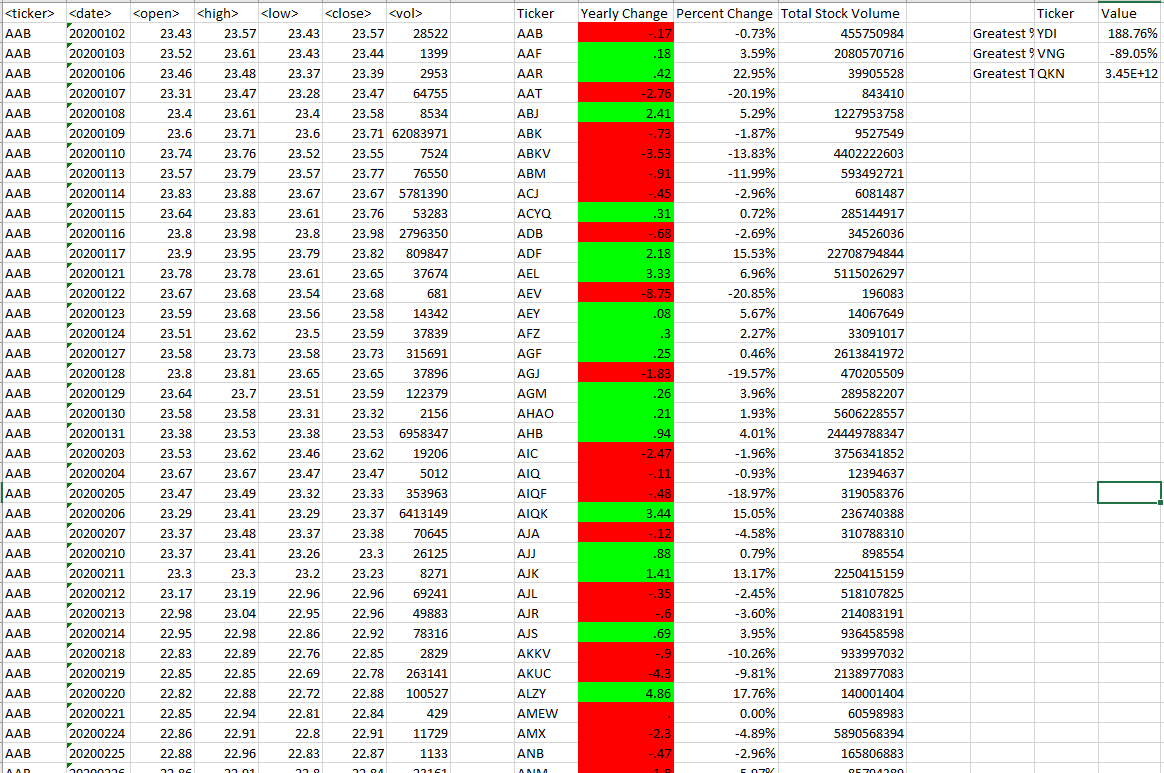 <ticker> <date> <open> <high> <low> <close> <vol> Ticker Yearly Change Percent Change Total Stock Volume Ticker Value
AAB 20200102 23.43 23.57 23.43 23.57 28522 AAB -.17 -0.73% 455750984 Greatest % YDI 188.76%
AAB 20200103 23.52 23.61 23.43 23.44 1399 AAF .18 3.59% 2080570716 Greatest % VNG -89.05%
AAB 20200106 23.46 23.48 23.37 23.39 2953 AAR .42 22.95% 39905528 Greatest T QKN 3.45E+12
AAB 20200107 23.31 23.47 23.28 23.47 64755 AAT -2.76 -20.19% 843410
AAB 20200108 23.4 23.61 23.4 23.58 8534 ABJ 2.41 5.29% 1227953758
AAB 20200109 23.6 23.71 23.6 23.71 62083971 ABK -.73 -1.87% 9527549
AAB 20200110 23.74 23.76 23.52 23.55 7524 ABKV -3.53 -13.83% 4402222603
AAB 20200113 23.57 23.79 23.57 23.77 76550 ABM -.91 -11.99% 593492721
AAB 20200114 23.83 23.88 23.67 23.67 5781390 ACJ -.45 -2.96% 6081487
AAB 20200115 23.64 23.83 23.61 23.76 53283 ACYQ .31 0.72% 285144917
AAB 20200116 23.8 23.98 23.8 23.98 2796350 ADB -.68 -2.69% 34526036
AAB 20200117 23.9 23.95 23.79 23.82 809847 ADF 2.18 15.53% 22708794844
AAB 20200121 23.78 23.78 23.61 23.65 37674 AEL 3.33 6.96% 5115026297
AAB 20200122 23.67 23.68 23.54 23.68 681 AEV -8.75 -20.85% 196083
AAB 20200123 23.59 23.68 23.56 23.58 14342 AEY .08 5.67% 14067649
AAB 20200124 23.51 23.62 23.5 23.59 37839 AFZ .3 2.27% 33091017
AAB 20200127 23.58 23.73 23.58 23.73 315691 AGF .25 0.46% 2613841972
AAB 20200128 23.8 23.81 23.65 23.65 37896 AGJ -1.83 -19.57% 470205509
AAB 20200129 23.64 23.7 23.51 23.59 122379 AGM .26 3.96% 289582207
AAB 20200130 23.58 23.58 23.31 23.32 2156 AHAO .21 1.93% 5606228557
AAB 20200131 23.38 23.53 23.38 23.53 6958347 AHB .94 4.01% 24449788347
AAB 20200203 23.53 23.62 23.46 23.62 19206 AIC -2.47 -1.96% 3756341852
AAB 20200204 23.67 23.67 23.47 23.47 5012 AIQ -.11 -0.93% 12394637
AAB 20200205 23.47 23.49 23.32 23.33 353963 AIQF -.48 -18.97% 319058376
AAB 20200206 23.29 23.41 23.29 23.37 6413149 AIQK 3.44 15.05% 236740388
AAB 20200207 23.37 23.48 23.37 23.38 70645 AJA -.12 -4.58% 310788310
AAB 20200210 23.37 23.41 23.26 23.3 26125 AJJ .88 0.79% 898554
AAB 20200211 23.3 23.3 23.2 23.23 8271 AJK 1.41 13.17% 2250415159
AAB 20200212 23.17 23.19 22.96 22.96 69241 AJL -.35 -2.45% 518107825
AAB 20200213 22.98 23.04 22.95 22.96 49883 AJR -.6 -3.60% 214083191
AAB 20200214 22.95 22.98 22.86 22.92 78316 AJS .69 3.95% 936458598
AAB 20200218 22.83 22.89 22.76 22.85 2829 AKKV -.9 -10.26% 933997032
AAB 20200219 22.85 22.85 22.69 22.78 263141 AKUC -4.3 -9.81% 2138977083
AAB 20200220 22.82 22.88 22.72 22.88 100527 ALZY 4.86 17.76% 140001404
AAB 20200221 22.85 22.94 22.81 22.84 429 AMEW . 0.00% 60598983
AAB 20200224 22.86 22.91 22.8 22.91 11729 AMX -2.3 -4.89% 5890568394
AAB 20200225 22.88 22.96 22.83 22.87 1133 ANB -.47 -2.96% 165806883